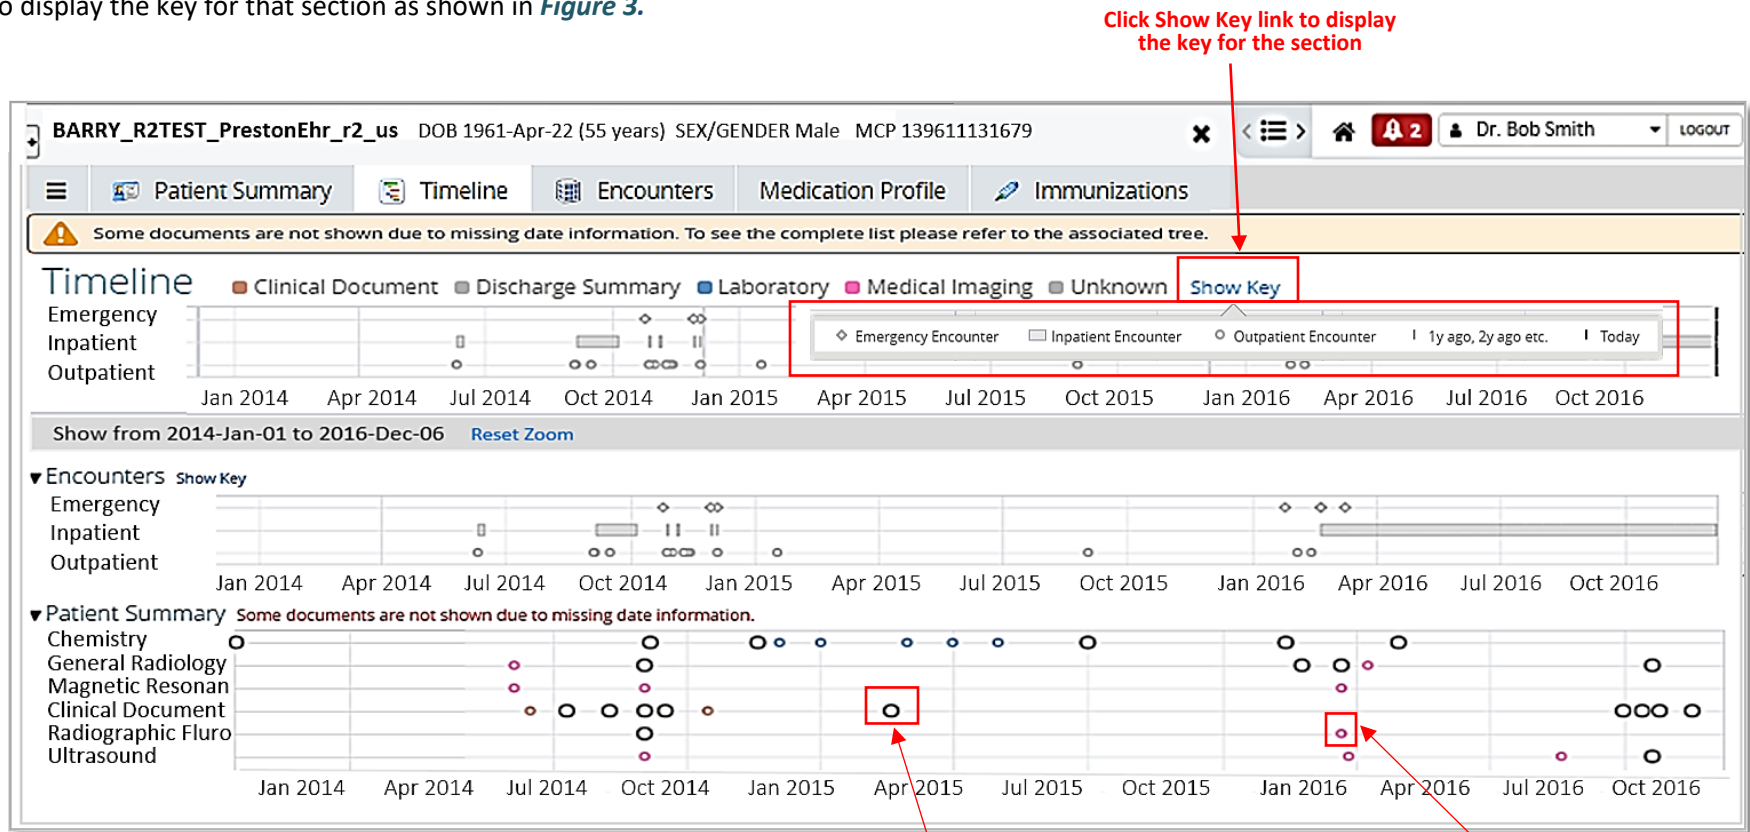 o display the key for that section as shown in Figure 3.
Click Show Key link to display
the key for the section
BARRY_R2TEST_PrestonEhr_r2_us DOB 1961-Apr-22 (55 years) SEX/GENDER Male MCP 139611131679
2 Dr. Bob Smith LOGOUT
Patient Summary Timeline Encounters Medication Profile Immunizations
Some documents are not shown due to missing date information. To see the complete list please refer to the associated tree.
Timeline Clinical Document Discharge Summary Laboratory Medical Imaging Unknown Show Key
Emergency
Inpatient
Outpatient
Emergency Encounter Inpatient Encounter Outpatient Encounter 1y ago, 2y ago etc. Today
Jan 2014 Apr 2014 Jul 2014 Oct 2014 Jan 2015 Apr 2015 Jul 2015 Oct 2015 Jan 2016 Apr 2016 Jul 2016 Oct 2016
Show from 2014-Jan-01 to 2016-Dec-06 Reset Zoom
Encounters Show Key
Emergency
Inpatient
Outpatient
Jan 2014 Apr 2014 Jul 2014 Oct 2014 Jan 2015 Apr 2015 Jul 2015 Oct 2015 Jan 2016 Apr 2016 Jul 2016 Oct 2016
Patient Summary Some documents are not shown due to missing date information.
Chemistry
General Radiology
Magnetic Resonan
Clinical Document
Radiographic Fluro
Ultrasound
Jan 2014 Apr 2014 Jul 2014 Oct 2014 Jan 2015 Apr 2015 Jul 2015 Oct 2015 Jan 2016 Apr 2016 Jul 2016 Oct 2016